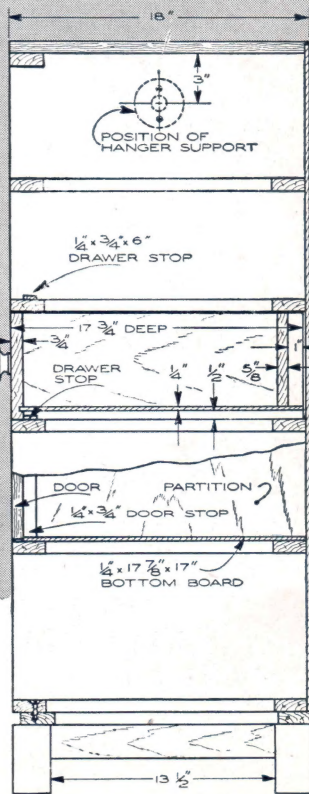 18"
3"
POSITION OF
HANGER SUPPORT
1/4" x 3/4" x 6"
DRAWER STOP
17 3/4" DEEP
3/4"
DRAWER
STOP
1/4"
1/2"
5/8"
1"
DOOR
PARTITION
1/4" x 3/4" DOOR STOP
1/4" x 17 7/8" x 17"
BOTTOM BOARD
13 1/2"